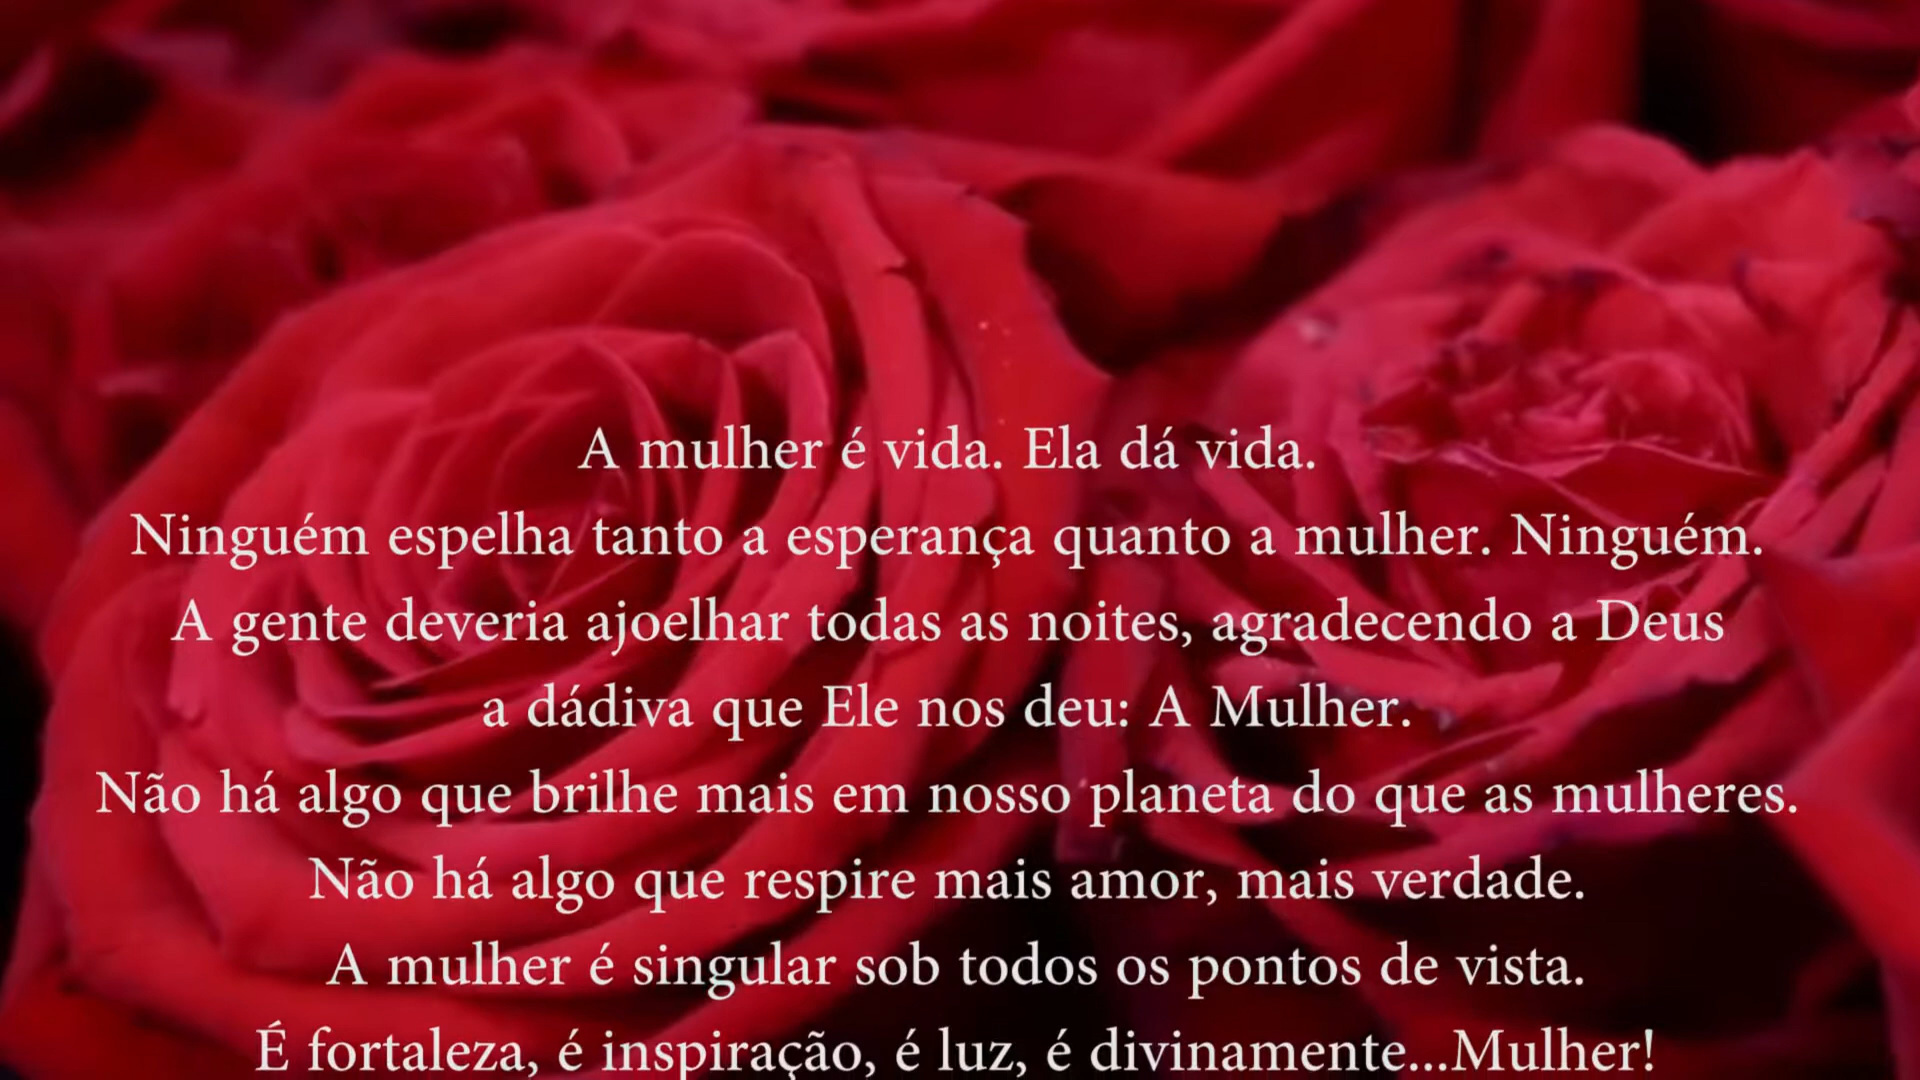 A mulher é vida. Ela dá vida.
Ninguém espelha tanto a esperança quanto a mulher. Ninguém.
A gente deveria ajoelhar todas as noites, agradecendo a Deus
a dádiva que Ele nos deu: A Mulher.
Não há algo que brilhe mais em nosso planeta do que as mulheres.
Não há algo que respire mais amor, mais verdade.
A mulher é singular sob todos os pontos de vista.
É fortaleza, é inspiração, é luz, é divinamente...Mulher!